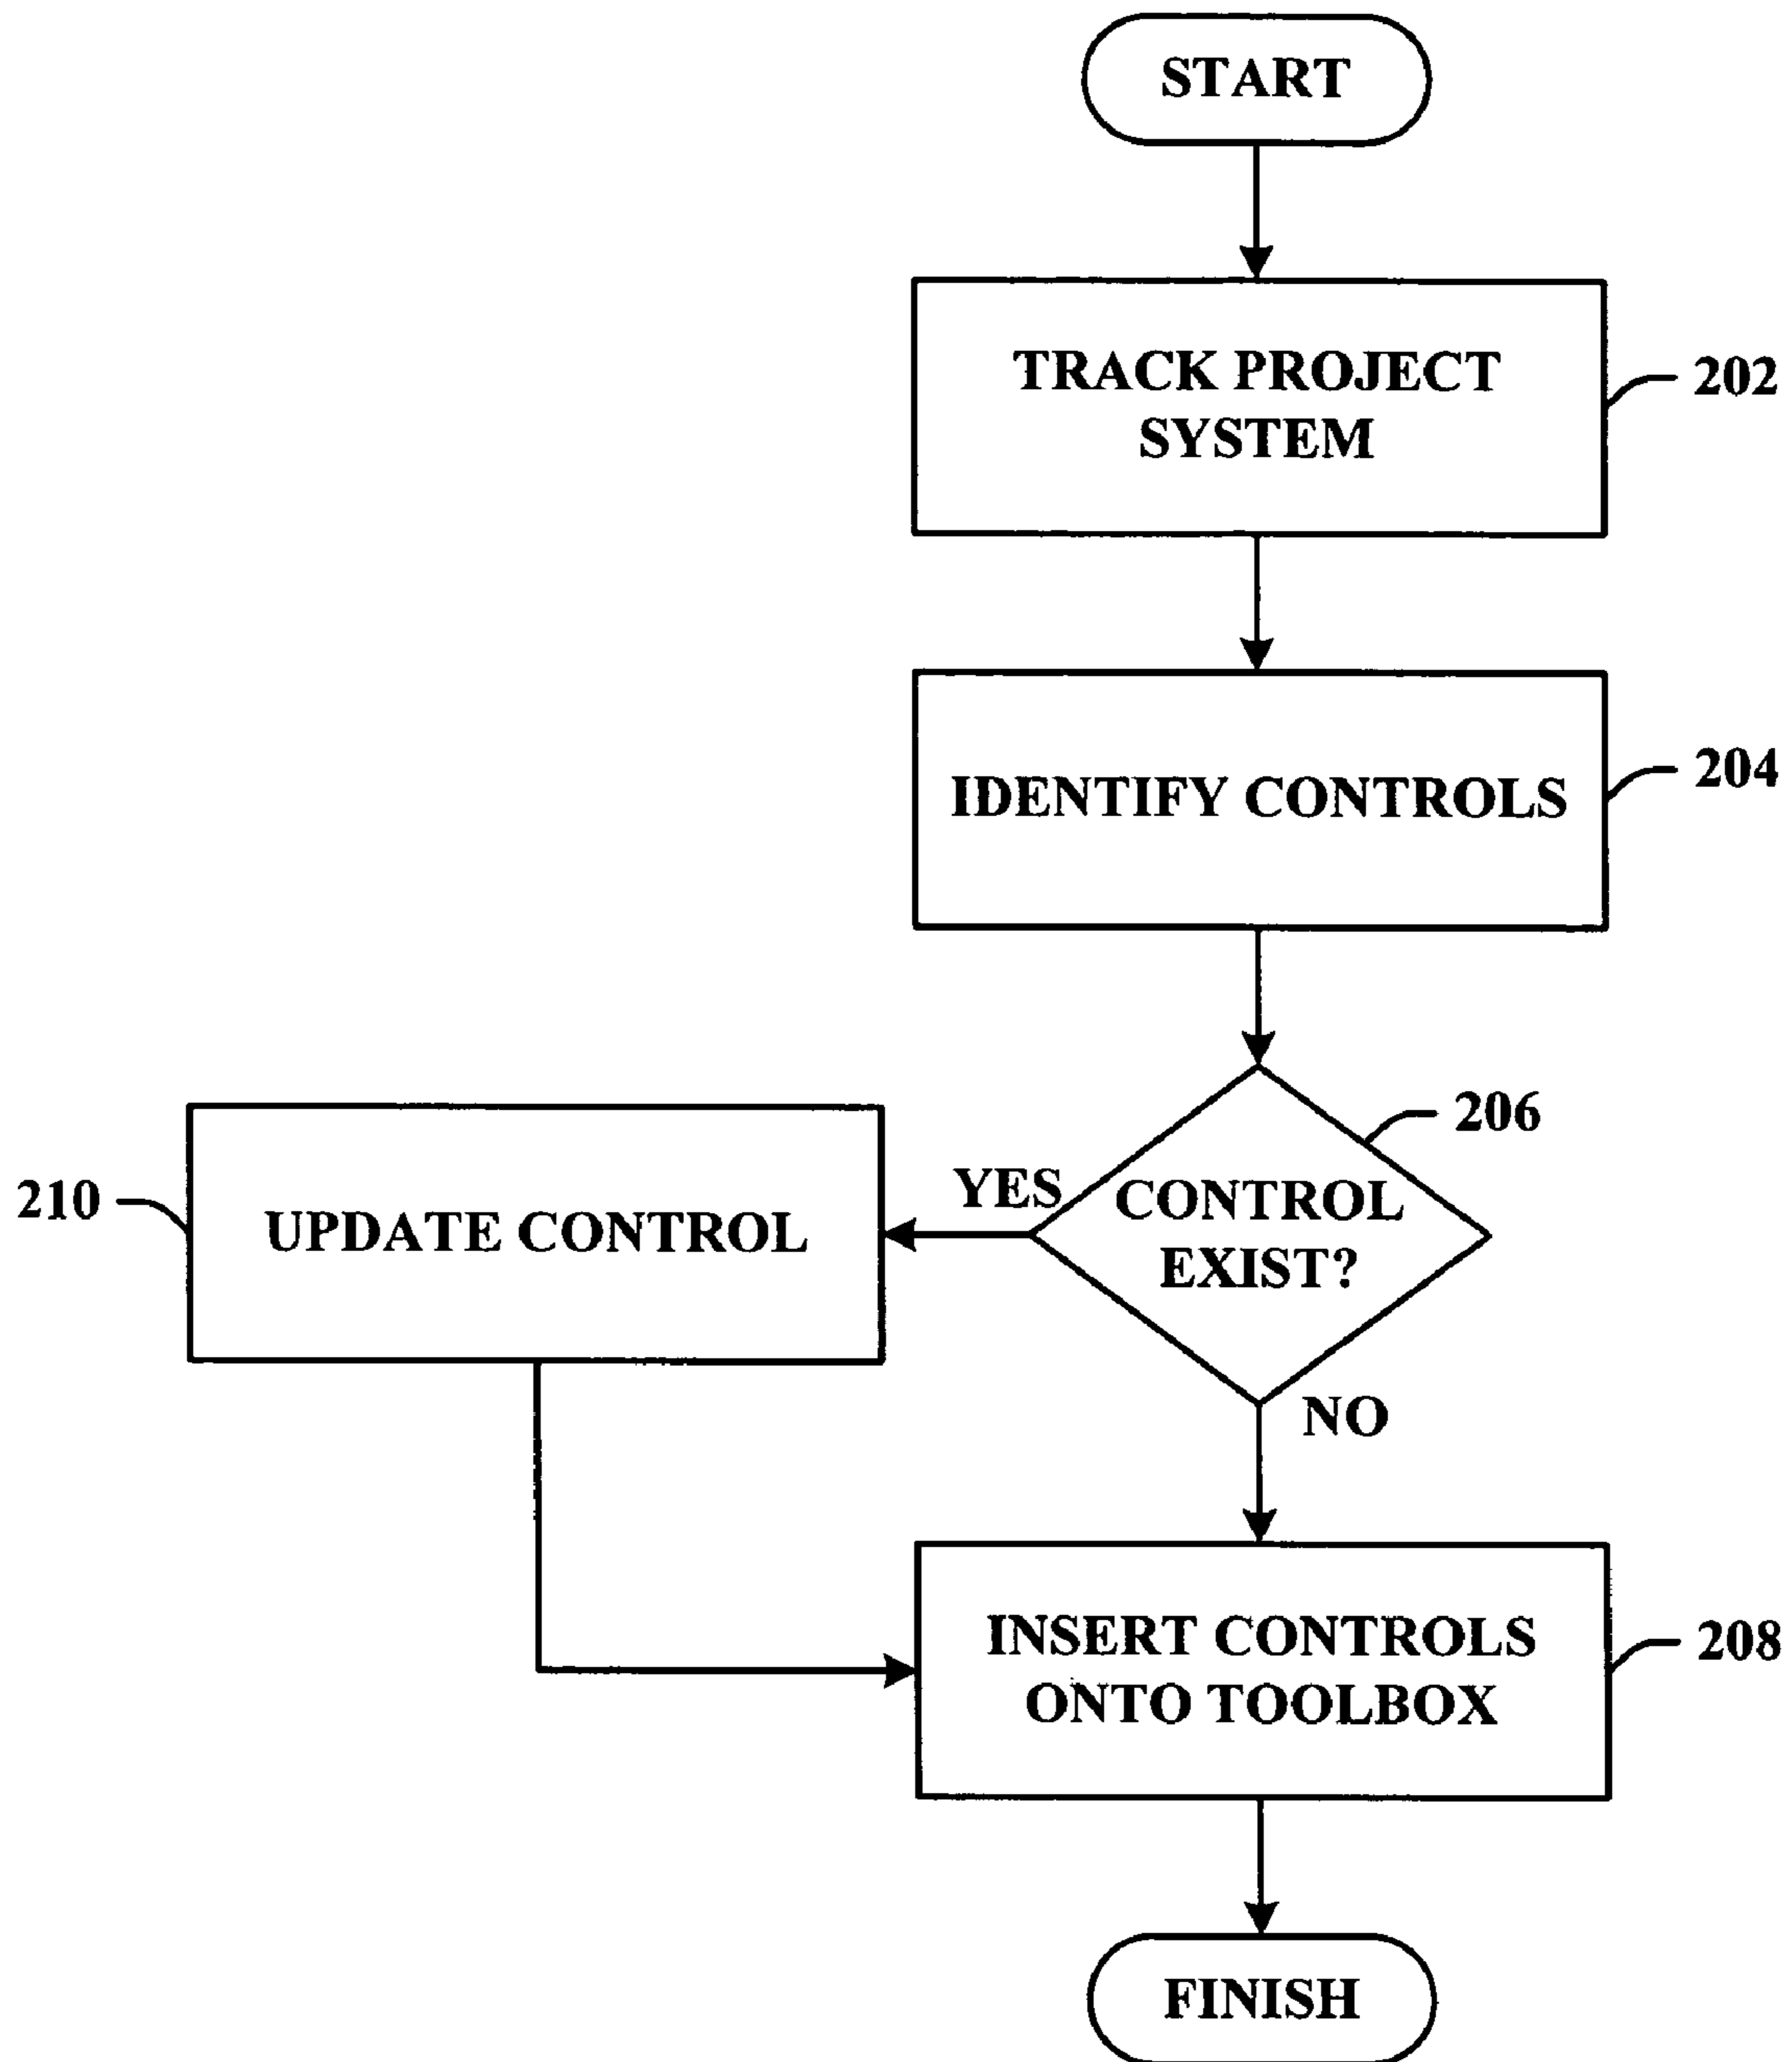 START
TRACK PROJECT
SYSTEM
202
IDENTIFY CONTROLS
204
206
CONTROL
EXIST?
YES
210
UPDATE CONTROL
NO
INSERT CONTROLS
ONTO TOOLBOX
208
FINISH